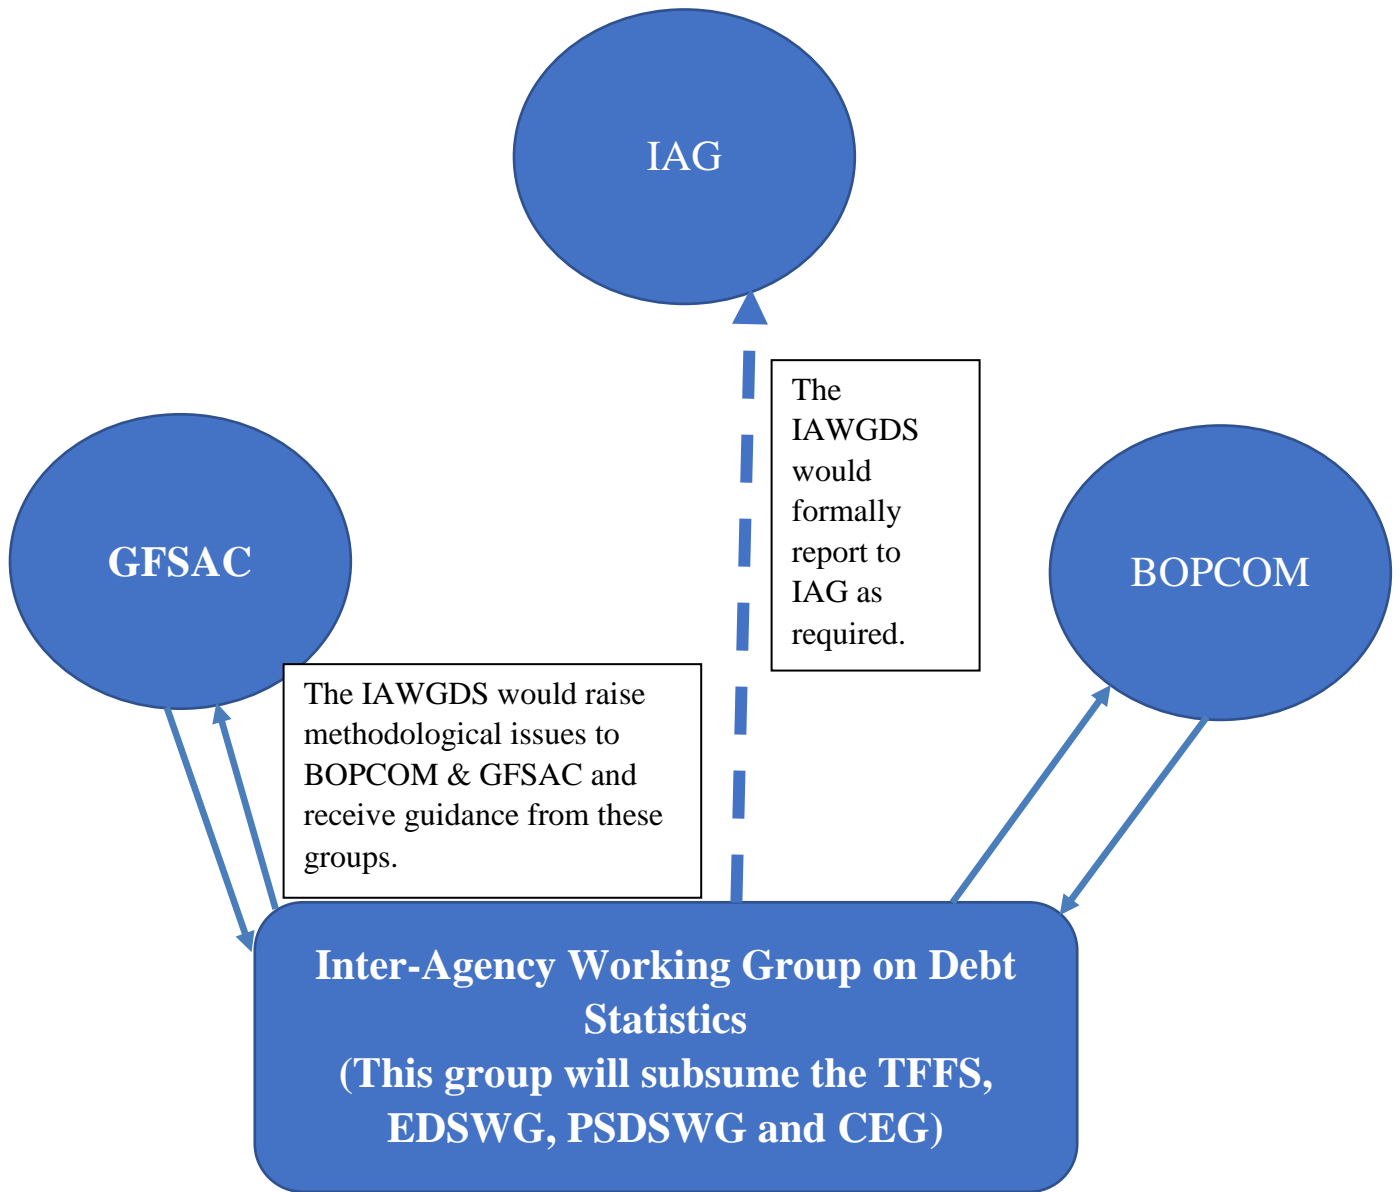 IAG
The
IAWGDS
would
formally
report to
IAG as
required.
GFSAC
BOPCOM
The IAWGDS would raise
methodological issues to
BOPCOM & GFSAC and
receive guidance from these
groups.
Inter-Agency Working Group on Debt
Statistics
(This group will subsume the TFFS,
EDSWG, PSDSWG and CEG)